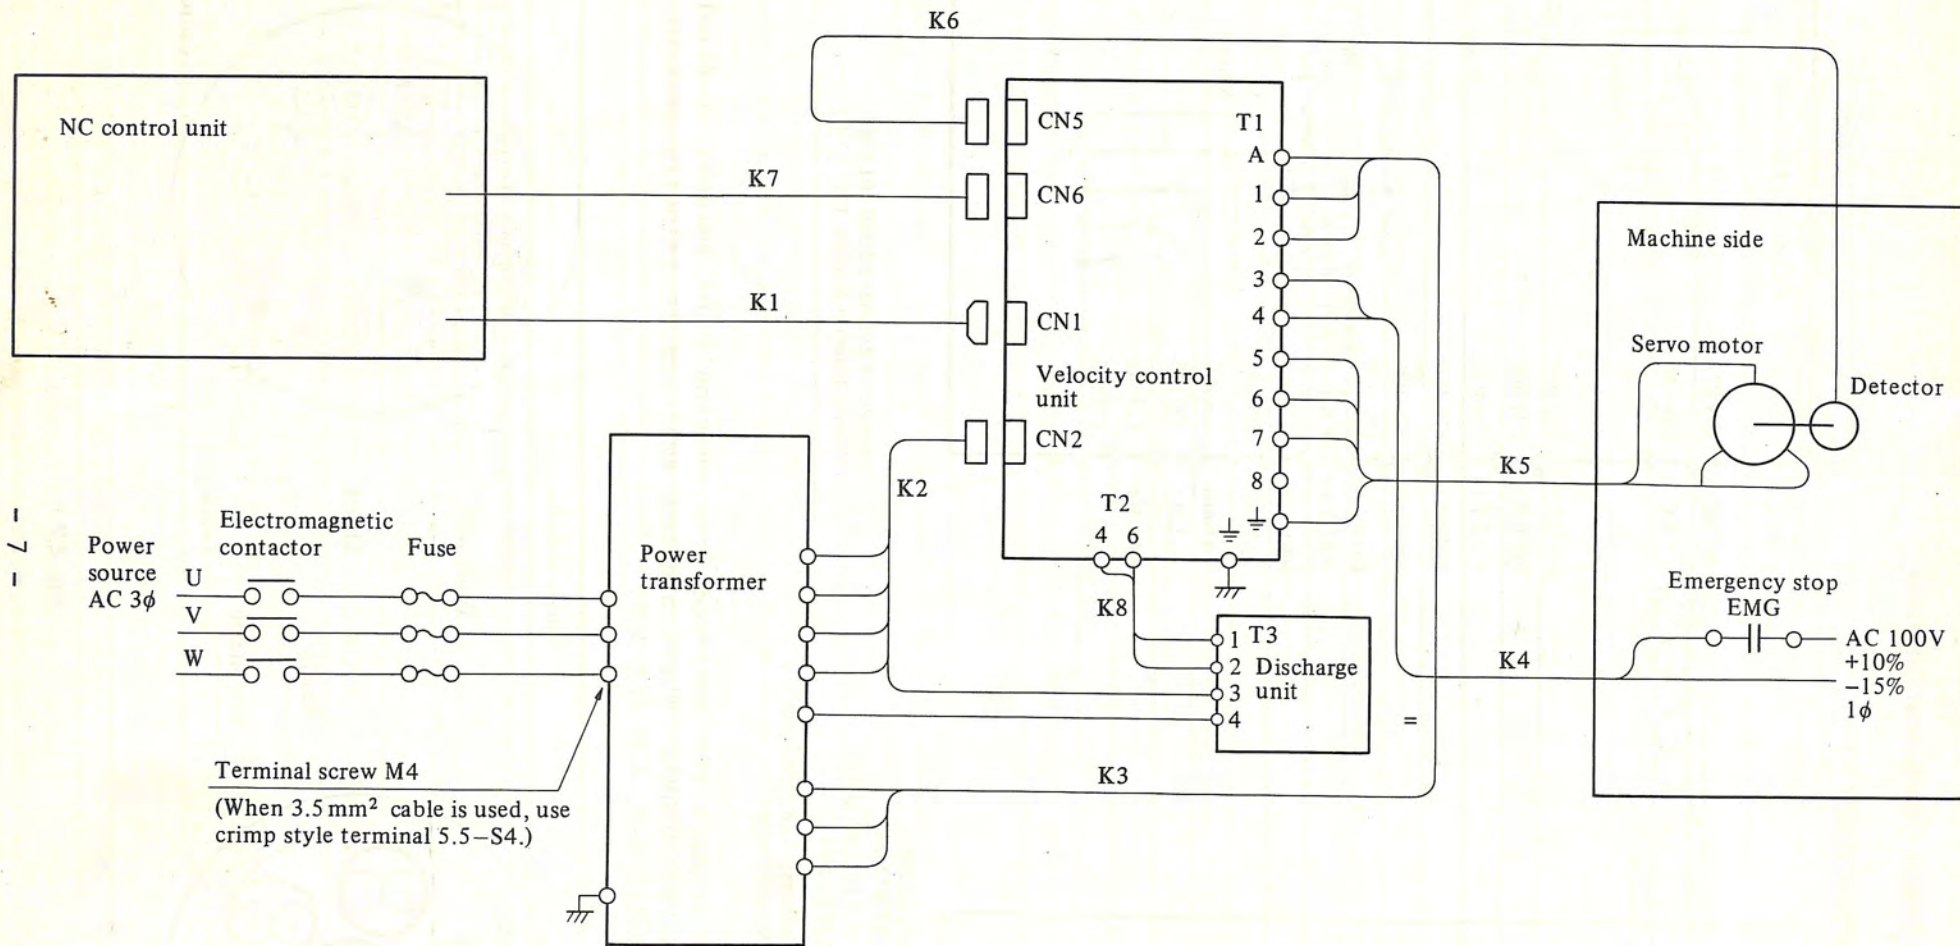 K6
NC control unit
K7
K1
CN5
CN6
CN1
CN2
T1
A
1
2
3
4
5
6
7
8
Velocity control
unit
T2
4 6
K2
K8
K5
K4
K3
Machine side
Servo motor
Detector
Emergency stop
EMG
AC 100V
+10%
−15%
1ϕ
Power
source
AC 3ϕ
U
V
W
Electromagnetic
contactor
Fuse
Power
transformer
1 T3
2 Discharge
3 unit
4
=
Terminal screw M4
(When 3.5 mm² cable is used, use
crimp style terminal 5.5−S4.)
− 7 −